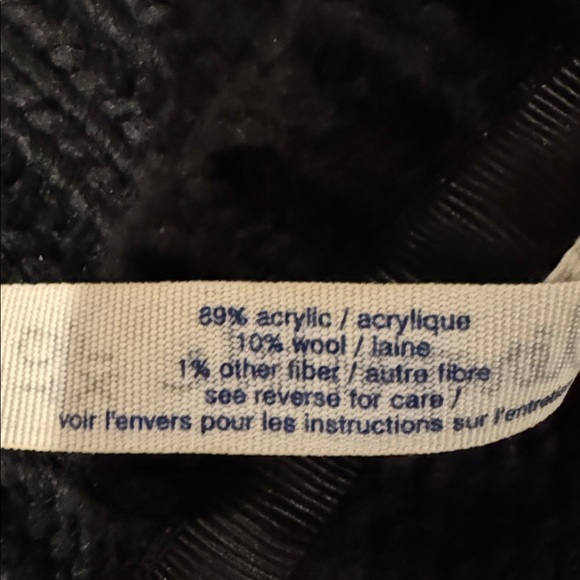 89% acrylic / acrylique
10% wool / laine
1% other fiber / autre fibre
see reverse for care /
voir l'envers pour les instructions sur l'entretien